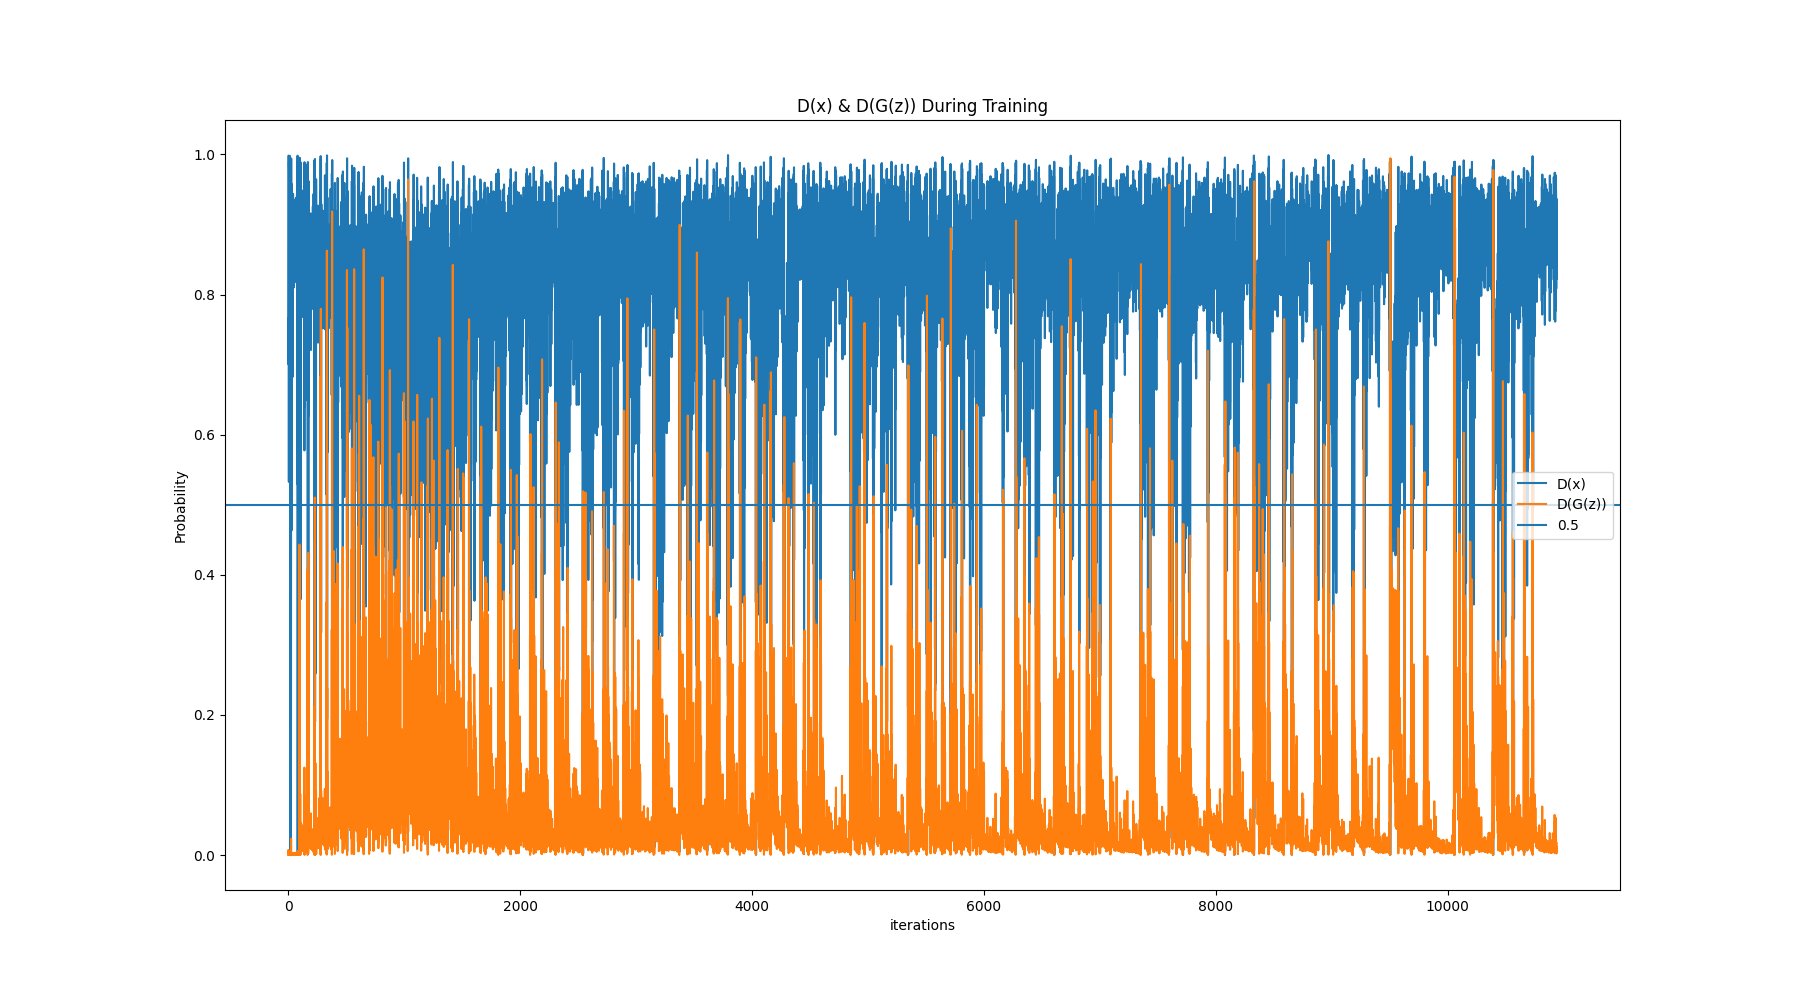 D(x) & D(G(z)) During Training
1.0
0.8
0.6
0.4
0.2
0.0
Probability
D(x)
D(G(z))
0.5
0
2000
4000
6000
8000
10000
iterations